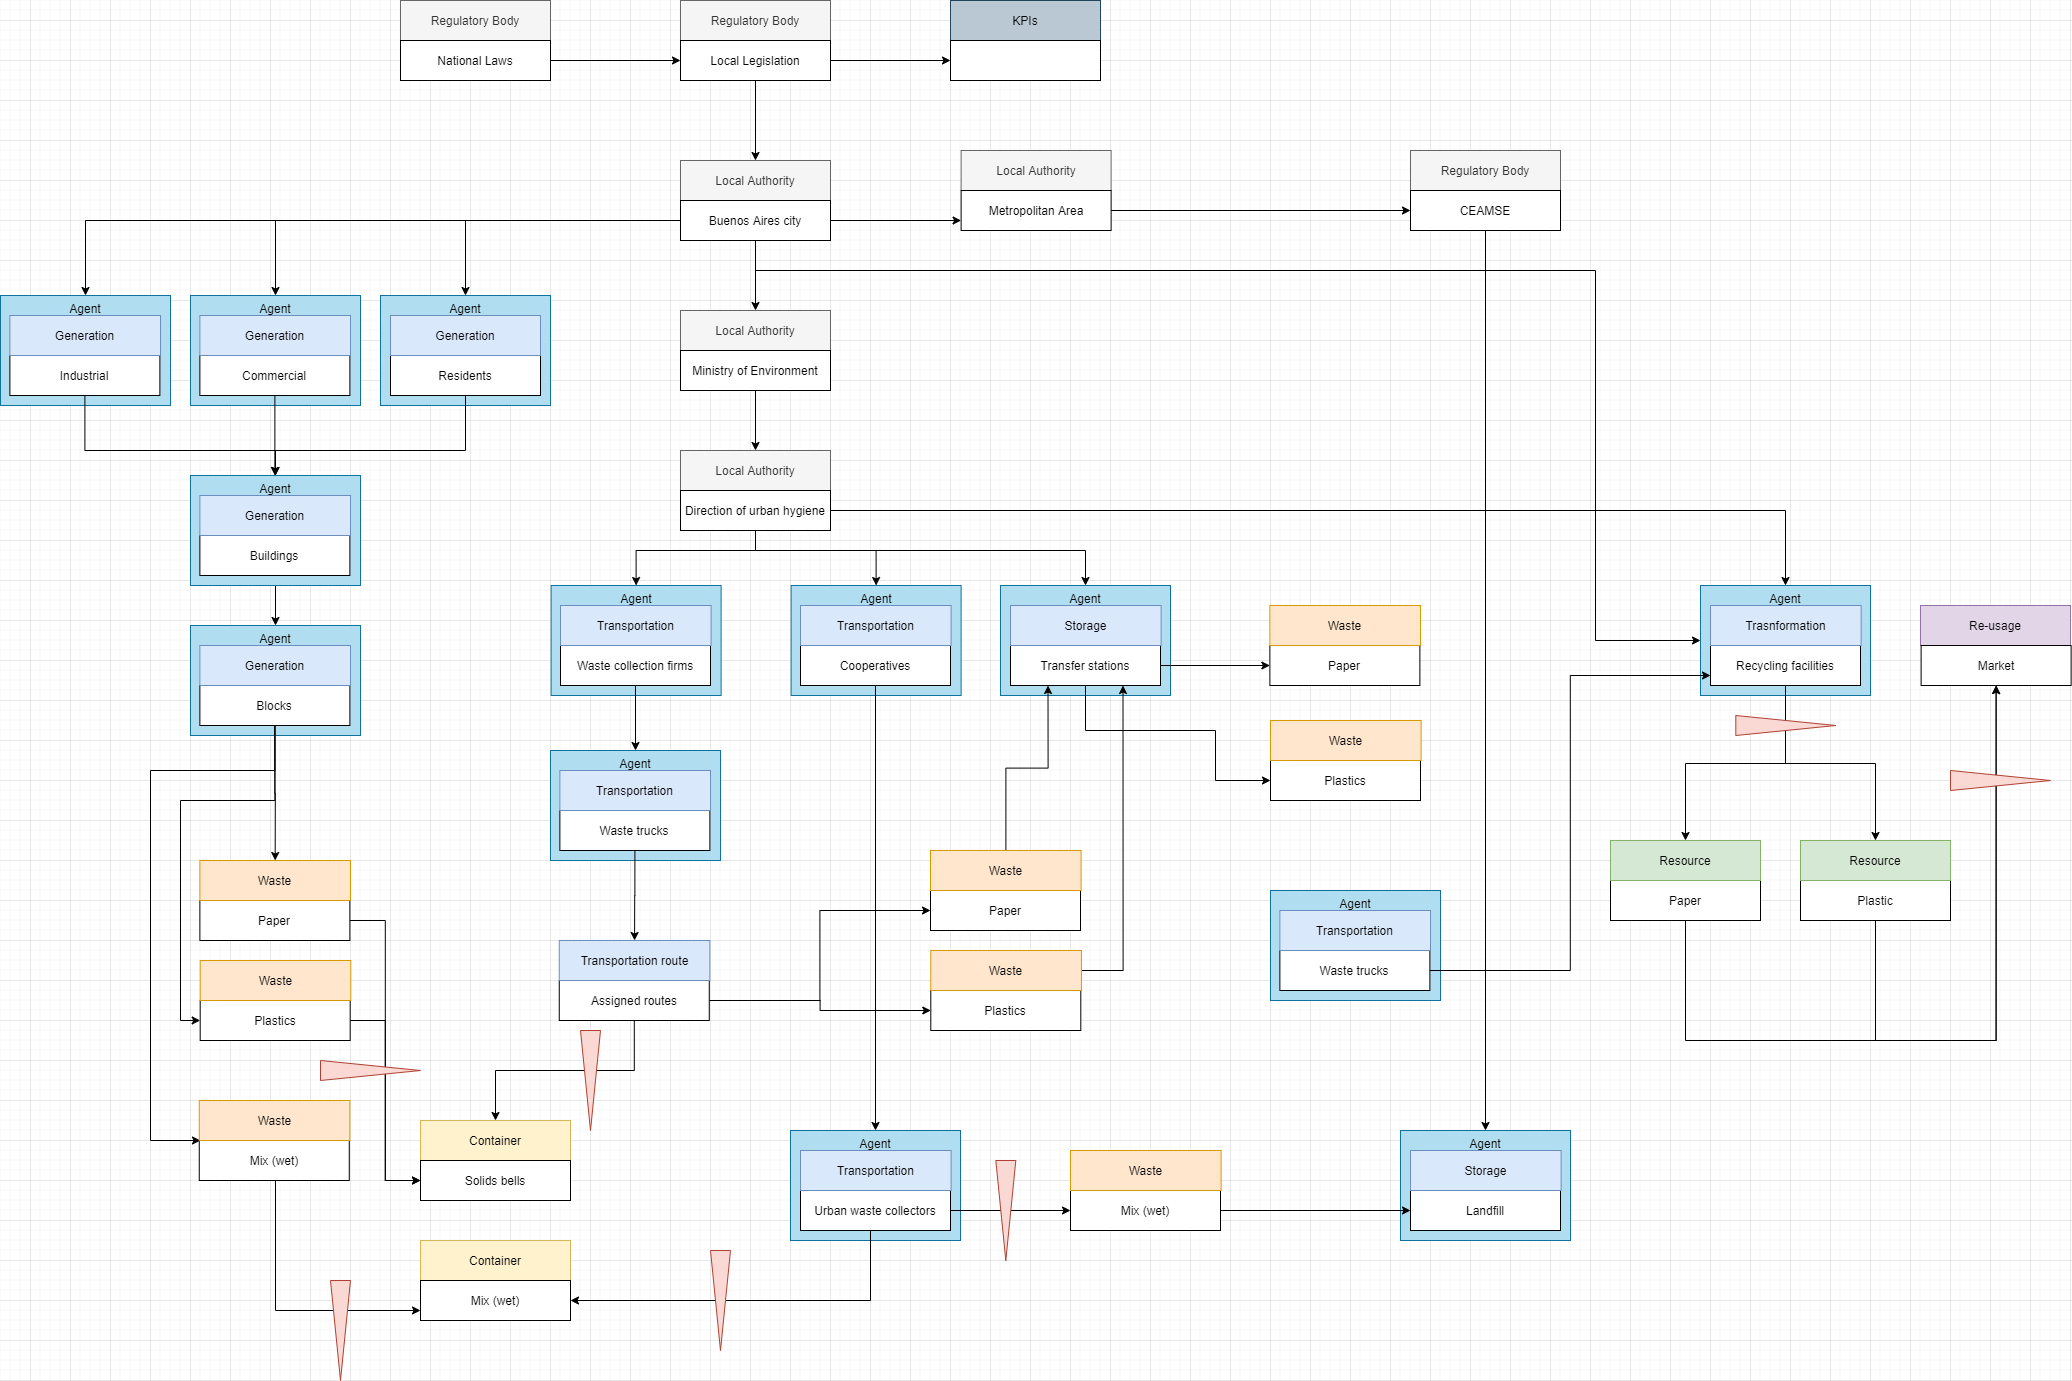 Regulatory Body
National Laws
Regulatory Body
Local Legislation
KPIs
Local Authority
Buenos Aires city
Local Authority
Metropolitan Area
Regulatory Body
CEAMSE
Agent
Generation
Industrial
Agent
Generation
Commercial
Agent
Generation
Residents
Local Authority
Ministry of Environment
Local Authority
Direction of urban hygiene
Agent
Generation
Buildings
Agent
Generation
Blocks
Agent
Transportation
Waste collection firms
Agent
Transportation
Cooperatives
Agent
Storage
Transfer stations
Waste
Paper
Agent
Trasnformation
Recycling facilities
Re-usage
Market
Waste
Plastics
Agent
Transportation
Waste trucks
Waste
Paper
Waste
Paper
Resource
Paper
Resource
Plastic
Agent
Transportation
Waste trucks
Waste
Plastics
Transportation route
Assigned routes
Waste
Plastics
Waste
Mix (wet)
Container
Solids bells
Agent
Transportation
Urban waste collectors
Waste
Mix (wet)
Agent
Storage
Landfill
Container
Mix (wet)